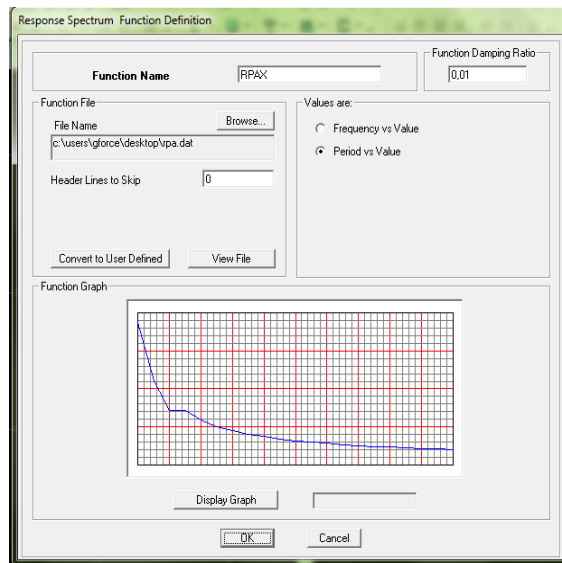 Response Spectrum Function Definition
Function Damping Ratio
Function Name
RPAX
0,01
Function File
Values are:
File Name
Browse...
Frequency vs Value
c:\users\gforce\desktop\rpa.dat
Period vs Value
Header Lines to Skip
0
Convert to User Defined
View File
Function Graph
Display Graph
OK
Cancel